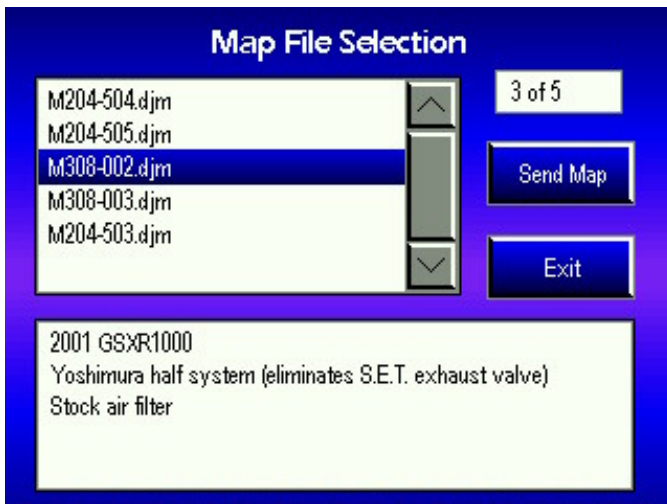 Map File Selection
M204-504.djm
M204-505.djm
M308-002.djm
M308-003.djm
M204-503.djm
3 of 5
Send Map
Exit
2001 GSXR1000
Yoshimura half system (eliminates S.E.T. exhaust valve)
Stock air filter